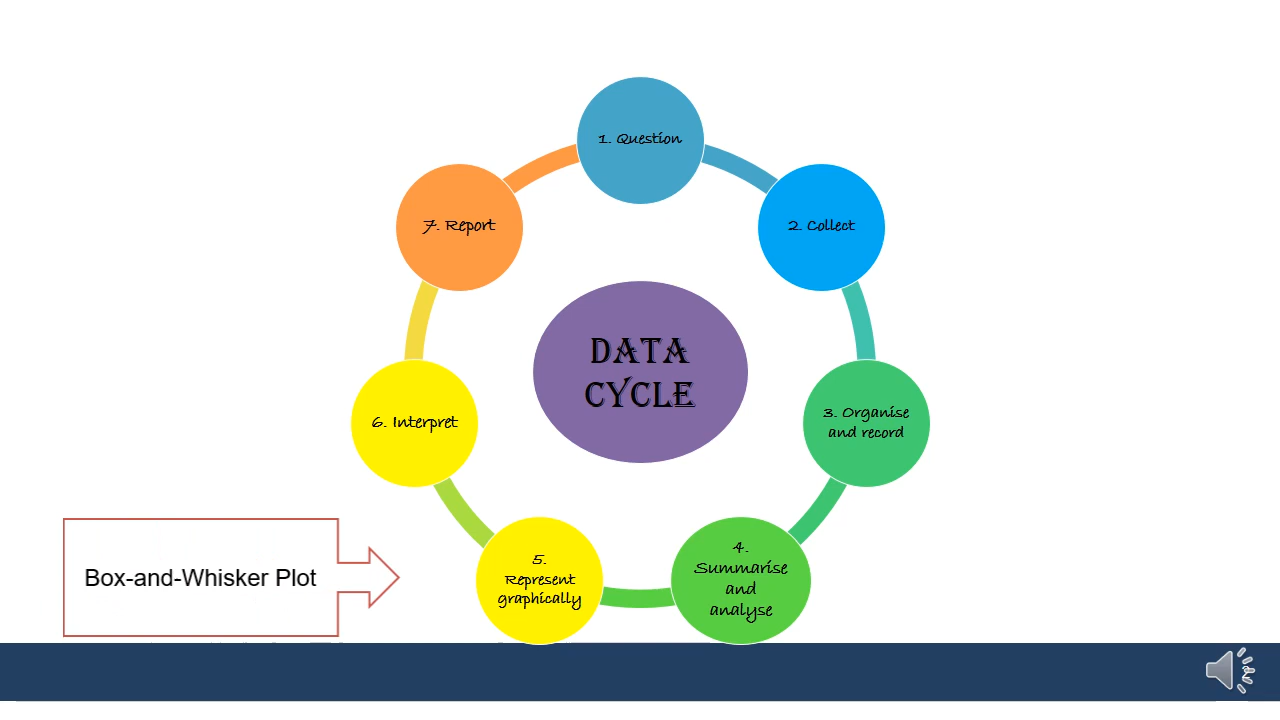 1. Question
2. Collect
3. Organise
and record
4.
Summarise
and
analyse
5.
Represent
graphically
6. Interpret
7. Report
DATA
CYCLE
Box-and-Whisker Plot